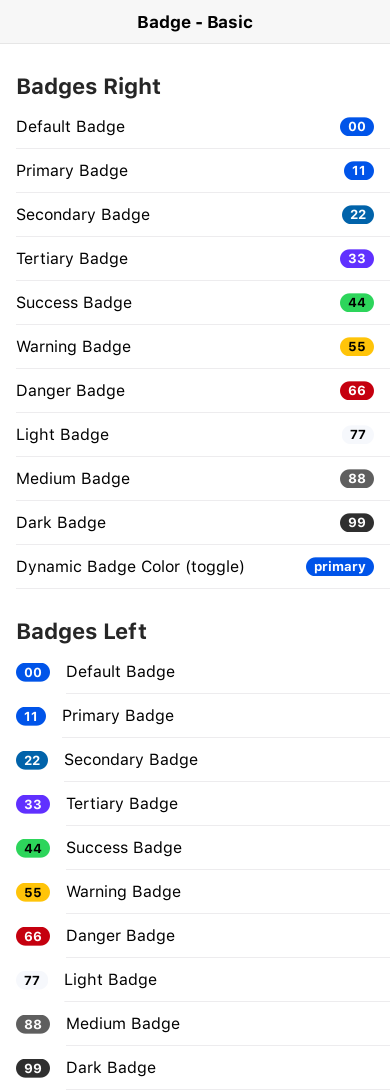 Badge - Basic
Badges Right
Default Badge 00
Primary Badge 11
Secondary Badge 22
Tertiary Badge 33
Success Badge 44
Warning Badge 55
Danger Badge 66
Light Badge 77
Medium Badge 88
Dark Badge 99
Dynamic Badge Color (toggle) primary
Badges Left
00 Default Badge
11 Primary Badge
22 Secondary Badge
33 Tertiary Badge
44 Success Badge
55 Warning Badge
66 Danger Badge
77 Light Badge
88 Medium Badge
99 Dark Badge